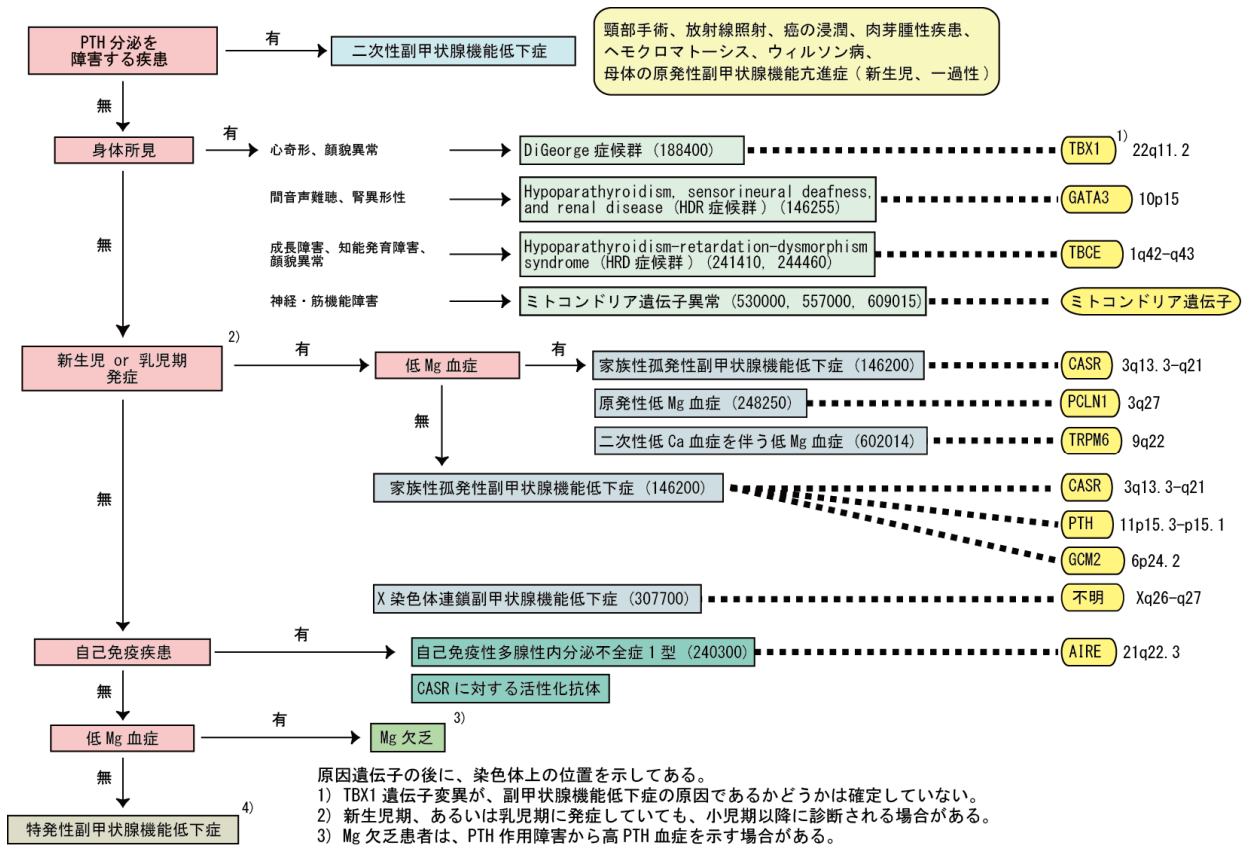 PTH 分泌を
障害する疾患
有
二次性副甲状腺機能低下症
頸部手術、放射線照射、癌の浸潤、肉芽腫性疾患、
ヘモクロマトーシス、ウィルソン病、
母体の原発性副甲状腺機能亢進症 ( 新生児、一過性 )
無
身体所見
有
心奇形、顔貌異常
DiGeorge 症候群 (188400)
TBX1
1)
22q11.2
間音声難聴、腎異形性
Hypoparathyroidism, sensorineural deafness,
and renal disease (HDR 症候群 ) (146255)
GATA3
10p15
無
成長障害、知能発育障害、
顔貌異常
Hypoparathyroidism-retardation-dysmorphism
syndrome (HRD 症候群 ) (241410, 244460)
TBCE
1q42-q43
神経・筋機能障害
ミトコンドリア遺伝子異常 (530000, 557000, 609015)
ミトコンドリア遺伝子
新生児 or 乳児期
発症
2)
有
低 Mg 血症
有
家族性孤発性副甲状腺機能低下症 (146200)
CASR
3q13.3-q21
原発性低 Mg 血症 (248250)
PCLN1
3q27
無
二次性低 Ca 血症を伴う低 Mg 血症 (602014)
TRPM6
9q22
無
家族性孤発性副甲状腺機能低下症 (146200)
CASR
3q13.3-q21
PTH
11p15.3-p15.1
GCM2
6p24.2
X 染色体連鎖副甲状腺機能低下症 (307700)
不明
Xq26-q27
自己免疫疾患
有
自己免疫性多腺性内分泌不全症 1 型 (240300)
AIRE
21q22.3
無
CASR に対する活性化抗体
低 Mg 血症
有
Mg 欠乏
3)
無
特発性副甲状腺機能低下症
4)
原因遺伝子の後に、染色体上の位置を示してある。
1) TBX1 遺伝子変異が、副甲状腺機能低下症の原因であるかどうかは確定していない。
2) 新生児期、あるいは乳児期に発症していても、小児期以降に診断される場合がある。
3) Mg 欠乏患者は、PTH 作用障害から高 PTH 血症を示す場合がある。